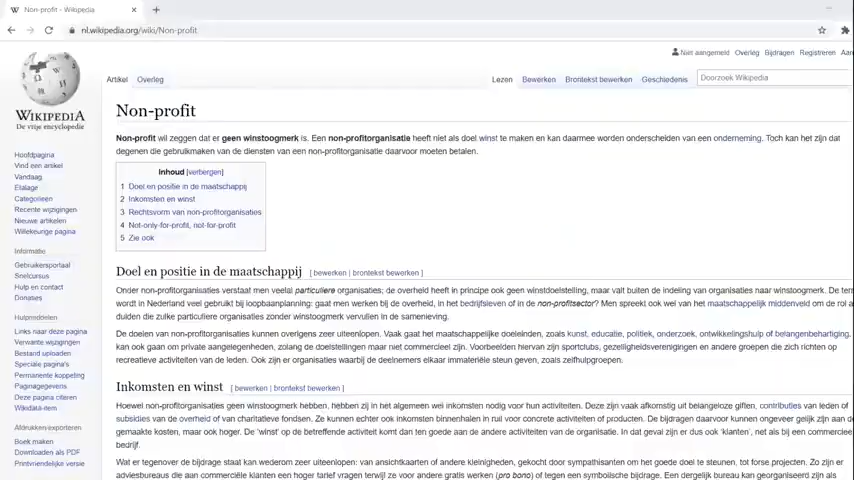 Non-profit - Wikipedia
nl.wikipedia.org/wiki/Non-profit
Niet aangemeld Overleg Bijdragen Registreren Aan
Artikel Overleg Lezen Bewerken Brontekst bewerken Geschiedenis Doorzoek Wikipedia
WIKIPEDIA
De vrije encyclopedie
Hoofdpagina
Vind een artikel
Vandaag
Etalage
Categorieën
Recente wijzigingen
Nieuwe artikelen
Willekeurige pagina
Informatie
Gebruikersportaal
Snelcursus
Hulp en contact
Donaties
Hulpmiddelen
Links naar deze pagina
Verwante wijzigingen
Bestand uploaden
Speciale pagina's
Permanente koppeling
Paginagegevens
Deze pagina citeren
Wikidata-item
Afdrukken/exporteren
Boek maken
Downloaden als PDF
Printvriendelijke versie
Non-profit
Non-profit wil zeggen dat er geen winstoogmerk is. Een non-profitorganisatie heeft niet als doel winst te maken en kan daarmee worden onderscheiden van een onderneming. Toch kan het zijn dat
degenen die gebruikmaken van de diensten van een non-profitorganisatie daarvoor moeten betalen.
Inhoud [verbergen]
1 Doel en positie in de maatschappij
2 Inkomsten en winst
3 Rechtsvorm van non-profitorganisaties
4 Not-only-for-profit, not-for-profit
5 Zie ook
Doel en positie in de maatschappij [ bewerken | brontekst bewerken ]
Onder nonprofitorganisaties verstaat men veelal particuliere organisaties; de overheid heeft in principe ook geen winstdoelstelling, maar valt buiten de indeling van organisaties naar winstoogmerk. De term
wordt in Nederland veel gebruikt bij loopbaanplanning: gaat men werken bij de overheid, in het bedrijfsleven of in de non-profitsector? Men spreekt ook wel van het maatschappelijk middenveld om de rol a
duiden die zulke particuliere organisaties zonder winstoogmerk vervullen in de samenleving.
De doelen van non-profitorganisaties kunnen overigens zeer uiteenlopen. Vaak gaat het maatschappelijke doeleinden, zoals kunst, educatie, politiek, onderzoek, ontwikkelingshulp of belangenbehartiging,
kan ook gaan om private aangelegenheden, zolang de doelstellingen maar niet commercieel zijn. Voorbeelden hiervan zijn sportclubs, gezelligheidsverenigingen en andere groepen die zich richten op
recreatieve activiteiten van de leden. Ook zijn er organisaties waarbij de deelnemers elkaar immateriële steun geven, zoals zelfhulpgroepen.
Inkomsten en winst [ bewerken | brontekst bewerken ]
Hoewel non-profitorganisaties geen winstoogmerk hebben, hebben zij in het algemeen wel inkomsten nodig voor hun activiteiten. Deze zijn vaak afkomstig uit belangeloze giften, contributies van leden of
subsidies van de overheid of van charitatieve fondsen. Ze kunnen echter ook inkomsten binnenhalen in ruil voor concrete activiteiten of producten. De bijdragen daarvoor kunnen ongeveer gelijk zijn aan de
gemaakte kosten, maar ook hoger. De 'winst' op de betreffende activiteit komt dan ten goede aan de andere activiteiten van de organisatie. In dat geval zijn er dus ook 'klanten', net als bij een commercieel
bedrijf.
Wat er tegenover de bijdrage staat kan wederom zeer uiteenlopen: van ansichtkaarten of andere kleinigheden, gekocht door sympathisanten om het goede doel te steunen, tot forse projecten. Zo zijn er
adviesbureaus die aan commerciële klanten een hoger tarief vragen terwijl ze voor andere gratis werken (pro bono) of tegen een symbolische bijdrage. Een dergelijk bureau kan georganiseerd zijn als